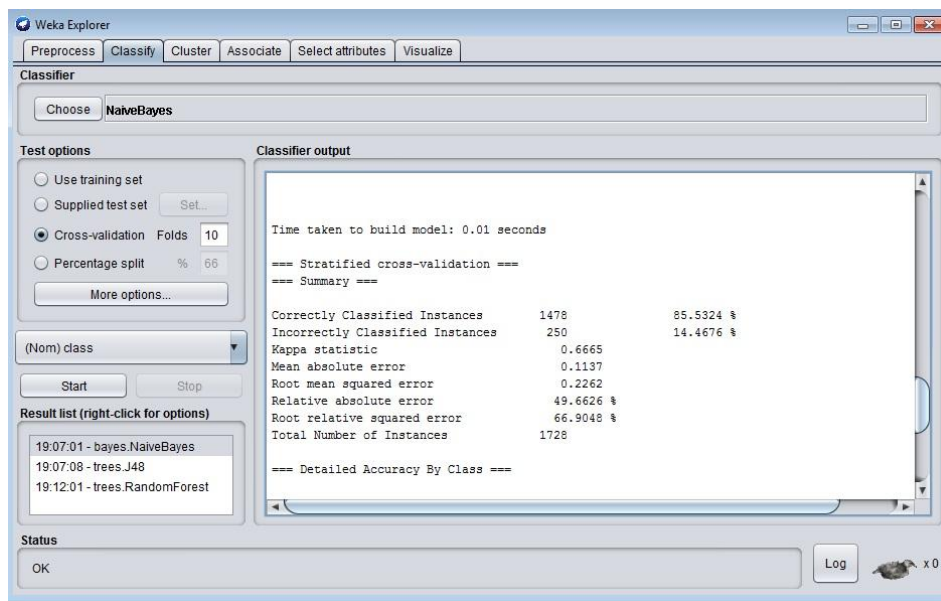 Weka Explorer
Preprocess Classify Cluster Associate Select attributes Visualize
Classifier
Choose NaiveBayes
Test options
Use training set
Supplied test set Set...
Cross-validation Folds 10
Percentage split % 66
More options...
(Nom) class
Start Stop
Result list (right-click for options)
19:07:01 - bayes.NaiveBayes
19:07:08 - trees.J48
19:12:01 - trees.RandomForest
Classifier output
Time taken to build model: 0.01 seconds
=== Stratified cross-validation ===
=== Summary ===
Correctly Classified Instances 1478 85.5324 %
Incorrectly Classified Instances 250 14.4676 %
Kappa statistic 0.6665
Mean absolute error 0.1137
Root mean squared error 0.2262
Relative absolute error 49.6626 %
Root relative squared error 66.9048 %
Total Number of Instances 1728
=== Detailed Accuracy By Class ===
Status
OK
Log x 0